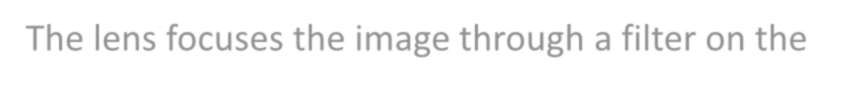 The lens focuses the image through a filter on the